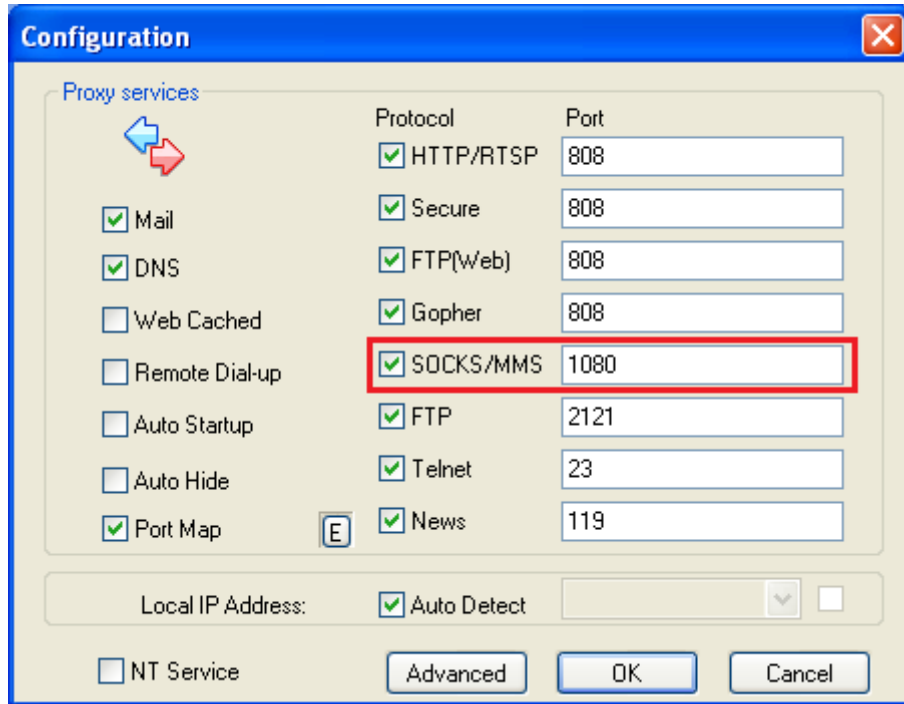 Configuration
Proxy services
Protocol Port
HTTP/RTSP 808
Secure 808
Mail
FTP(Web) 808
DNS
Gopher 808
Web Cached
SOCKS/MMS 1080
Remote Dial-up
FTP 2121
Auto Startup
Telnet 23
Auto Hide
News 119
Port Map E
Local IP Address: Auto Detect
NT Service Advanced OK Cancel